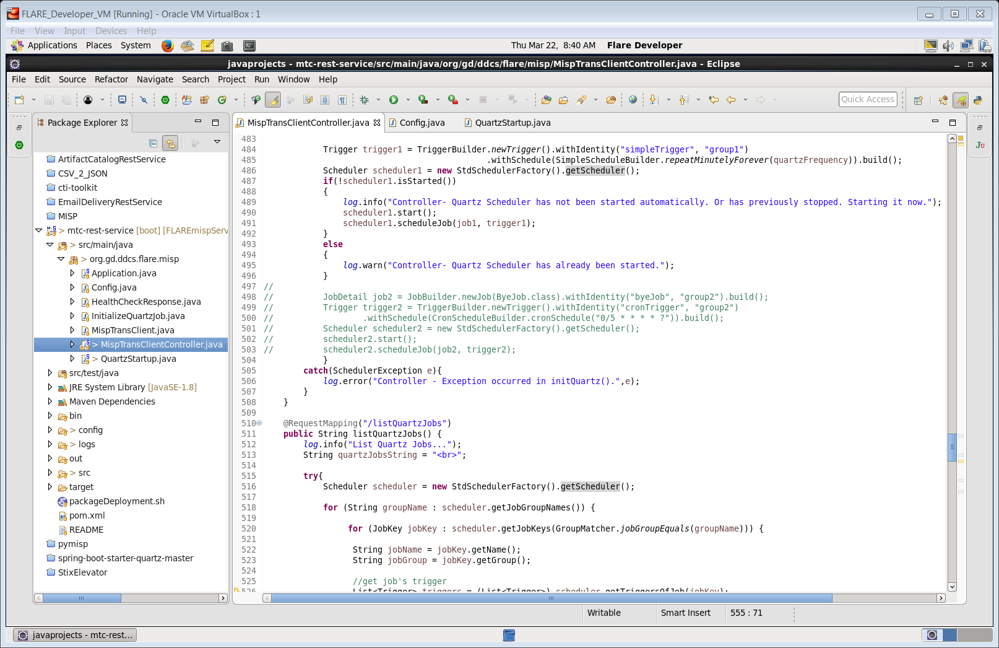 FLARE_Developer_VM [Running] - Oracle VM VirtualBox : 1
File View Input Devices Help
Applications Places System Thu Mar 22, 8:40 AM Flare Developer
javaprojects - mtc-rest-service/src/main/java/org/gd/ddcs/flare/misp/MispTransClientController.java - Eclipse
File Edit Source Refactor Navigate Search Project Run Window Help
Quick Access
Package Explorer
ArtifactCatalogRestService
CSV_2_JSON
cti-toolkit
EmailDeliveryRestService
MISP
> mtc-rest-service [boot] [FLAREmispServ
> src/main/java
> org.gd.ddcs.flare.misp
Application.java
Config.java
HealthCheckResponse.java
InitializeQuartzJob.java
MispTransClient.java
> MispTransClientController.java
> QuartzStartup.java
src/test/java
JRE System Library [JavaSE-1.8]
Maven Dependencies
bin
> config
> logs
out
> src
target
packageDeployment.sh
pom.xml
README
pymisp
spring-boot-starter-quartz-master
StixElevator
MispTransClientController.java Config.java QuartzStartup.java
483
484 Trigger trigger1 = TriggerBuilder.newTrigger().withIdentity("simpleTrigger", "group1")
485 .withSchedule(SimpleScheduleBuilder.repeatMinutelyForever(quartzFrequency)).build();
486 Scheduler scheduler1 = new StdSchedulerFactory().getScheduler();
487 if(!scheduler1.isStarted())
488 {
489 log.info("Controller- Quartz Scheduler has not been started automatically. Or has previously stopped. Starting it now.");
490 scheduler1.start();
491 scheduler1.scheduleJob(job1, trigger1);
492 }
493 else
494 {
495 log.warn("Controller- Quartz Scheduler has already been started.");
496 }
497 //
498 // JobDetail job2 = JobBuilder.newJob(ByeJob.class).withIdentity("byeJob", "group2").build();
499 // Trigger trigger2 = TriggerBuilder.newTrigger().withIdentity("cronTrigger", "group2")
500 // .withSchedule(CronScheduleBuilder.cronSchedule("0/5 * * * * ?")).build();
501 // Scheduler scheduler2 = new StdSchedulerFactory().getScheduler();
502 // scheduler2.start();
503 // scheduler2.scheduleJob(job2, trigger2);
504 }
505 catch(SchedulerException e){
506 log.error("Controller - Exception occurred in initQuartz().",e);
507 }
508 }
509
510 @RequestMapping("/listQuartzJobs")
511 public String listQuartzJobs() {
512 log.info("List Quartz Jobs...");
513 String quartzJobsString = "<br>";
514
515 try{
516 Scheduler scheduler = new StdSchedulerFactory().getScheduler();
517
518 for (String groupName : scheduler.getJobGroupNames()) {
519
520 for (JobKey jobKey : scheduler.getJobKeys(GroupMatcher.jobGroupEquals(groupName))) {
521
522 String jobName = jobKey.getName();
523 String jobGroup = jobKey.getGroup();
524
525 //get job's trigger
526 List<Trigger> triggers = (List<Trigger>) scheduler.getTriggersOfJob(jobKey);
Writable Smart Insert 555 : 71
javaprojects - mtc-rest...